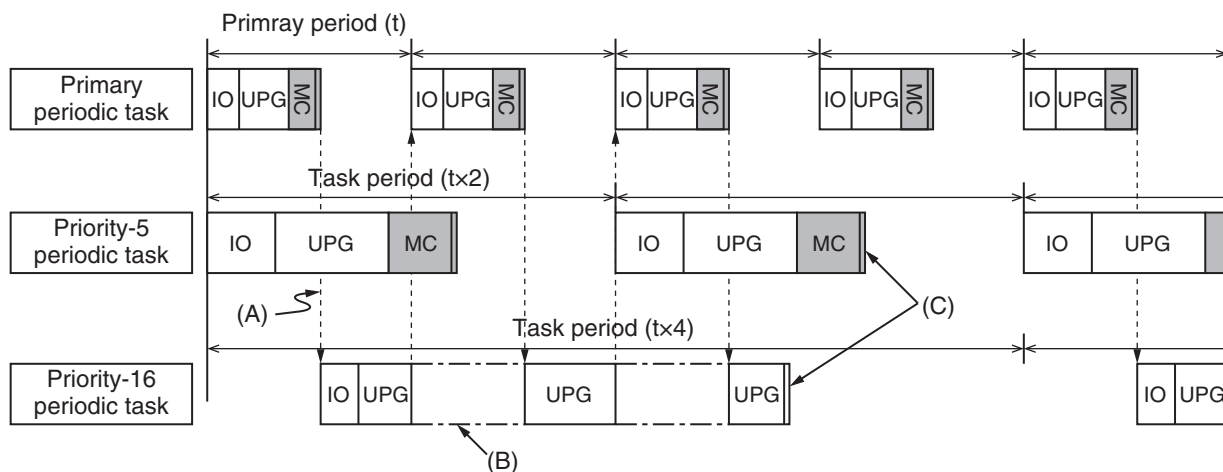 Primray period (t)
Primary
periodic task
IO UPG MC IO UPG MC IO UPG MC IO UPG MC IO UPG MC
Task period (t×2)
Priority-5
periodic task
IO UPG MC IO UPG MC IO UPG
(A)
(C)
Task period (t×4)
Priority-16
periodic task
IO UPG UPG UPG IO UPG
(B)